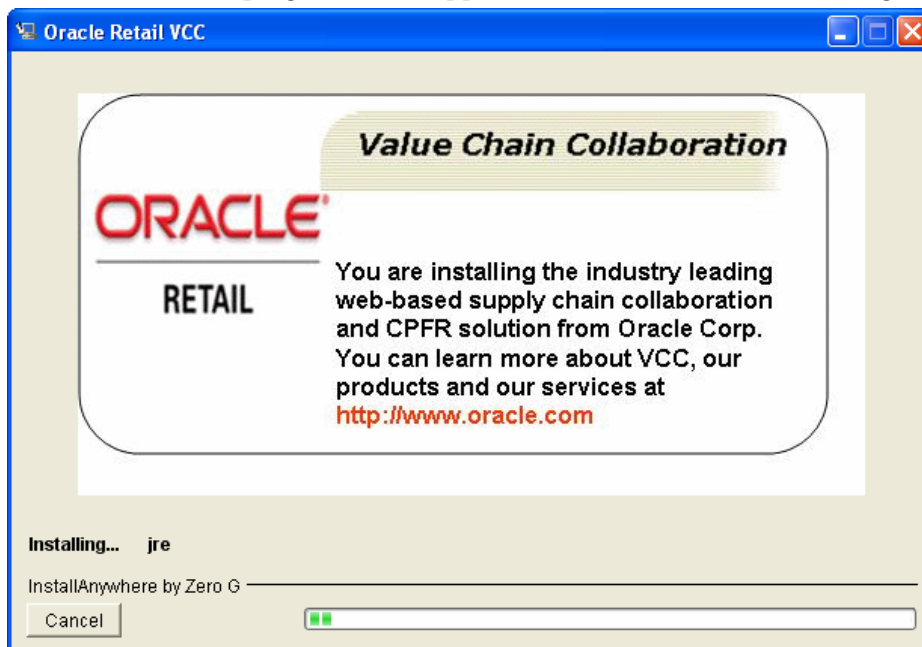 Oracle Retail VCC
Value Chain Collaboration
ORACLE®
RETAIL
You are installing the industry leading
web-based supply chain collaboration
and CPFR solution from Oracle Corp.
You can learn more about VCC, our
products and our services at
http://www.oracle.com
Installing... jre
InstallAnywhere by Zero G
Cancel